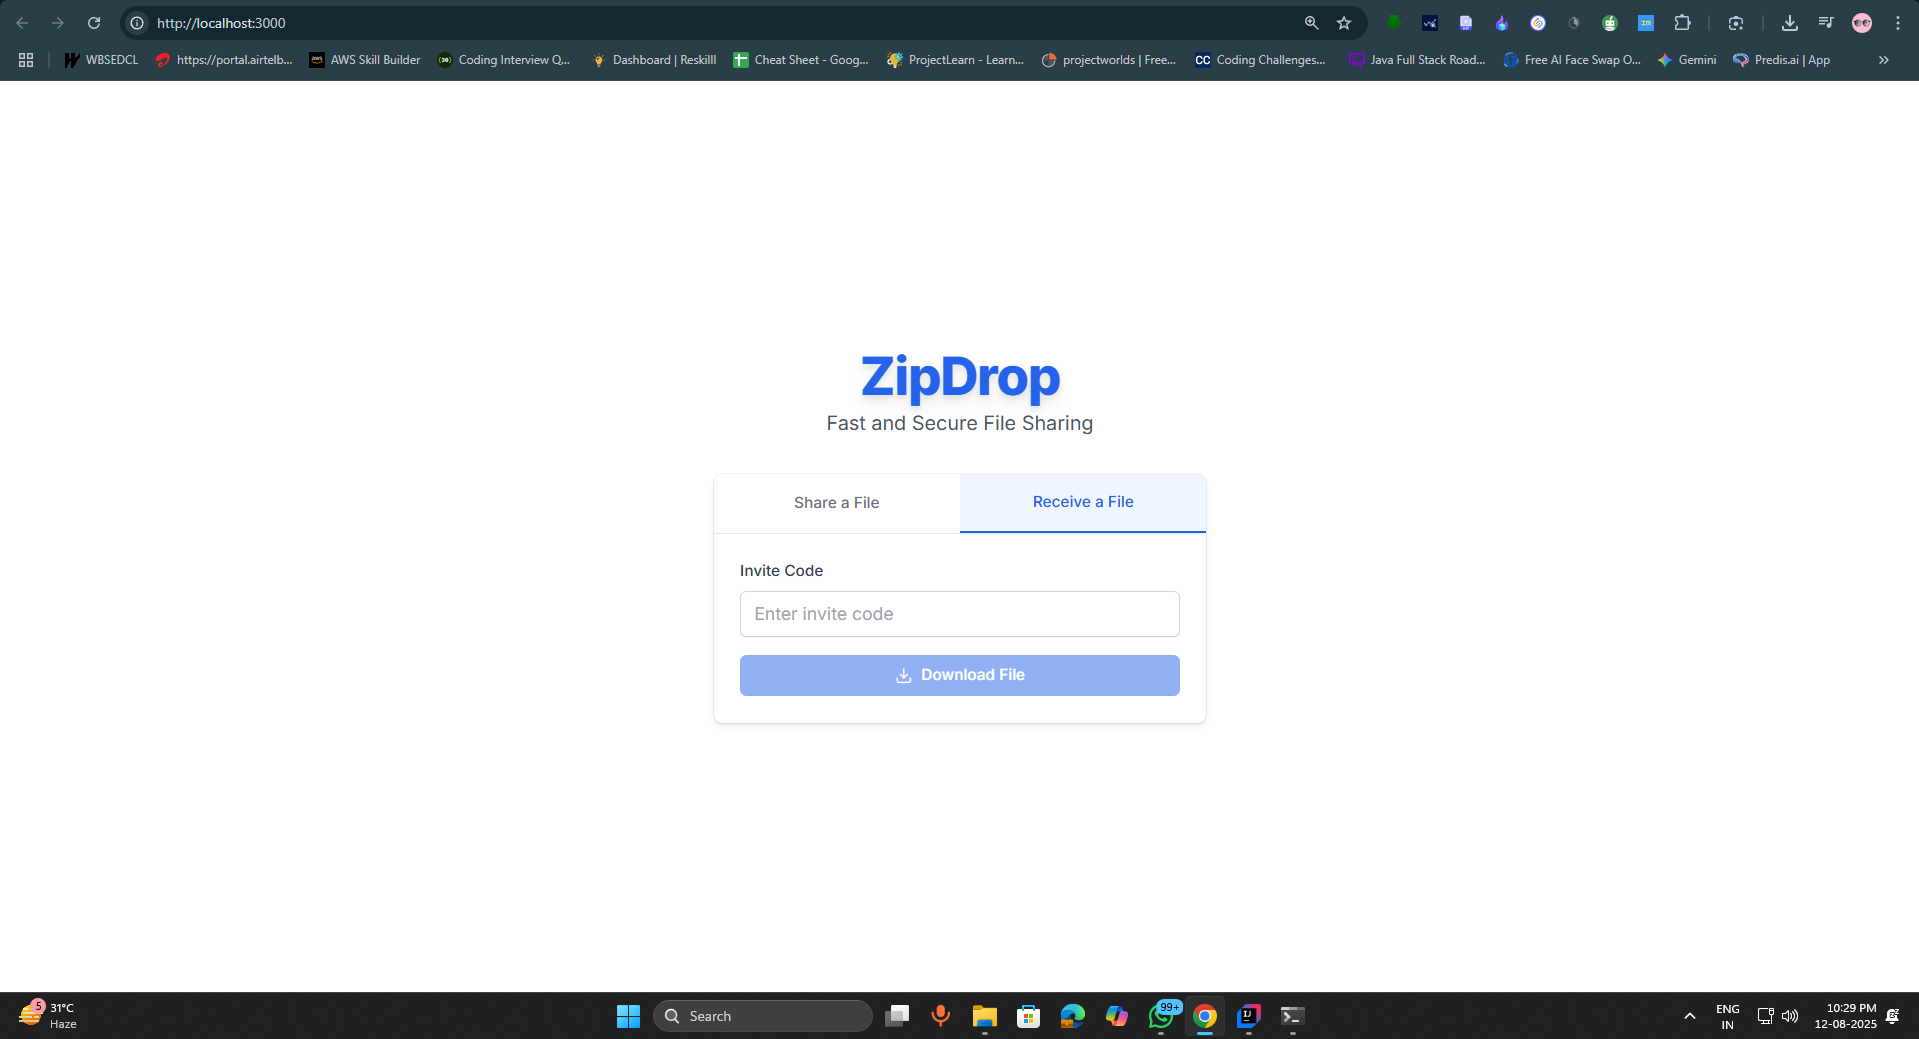 http://localhost:3000
WBSEDCL
https://portal.airtelb...
AWS Skill Builder
Coding Interview Q...
Dashboard | Reskilll
Cheat Sheet - Goog...
ProjectLearn - Learn...
projectworlds | Free...
CC Coding Challenges...
Java Full Stack Road...
Free AI Face Swap O...
Gemini
Predis.ai | App
ZipDrop
Fast and Secure File Sharing
Share a File
Receive a File
Invite Code
Enter invite code
Download File
5
31°C
Haze
Search
99+
ENG
IN
10:29 PM
12-08-2025